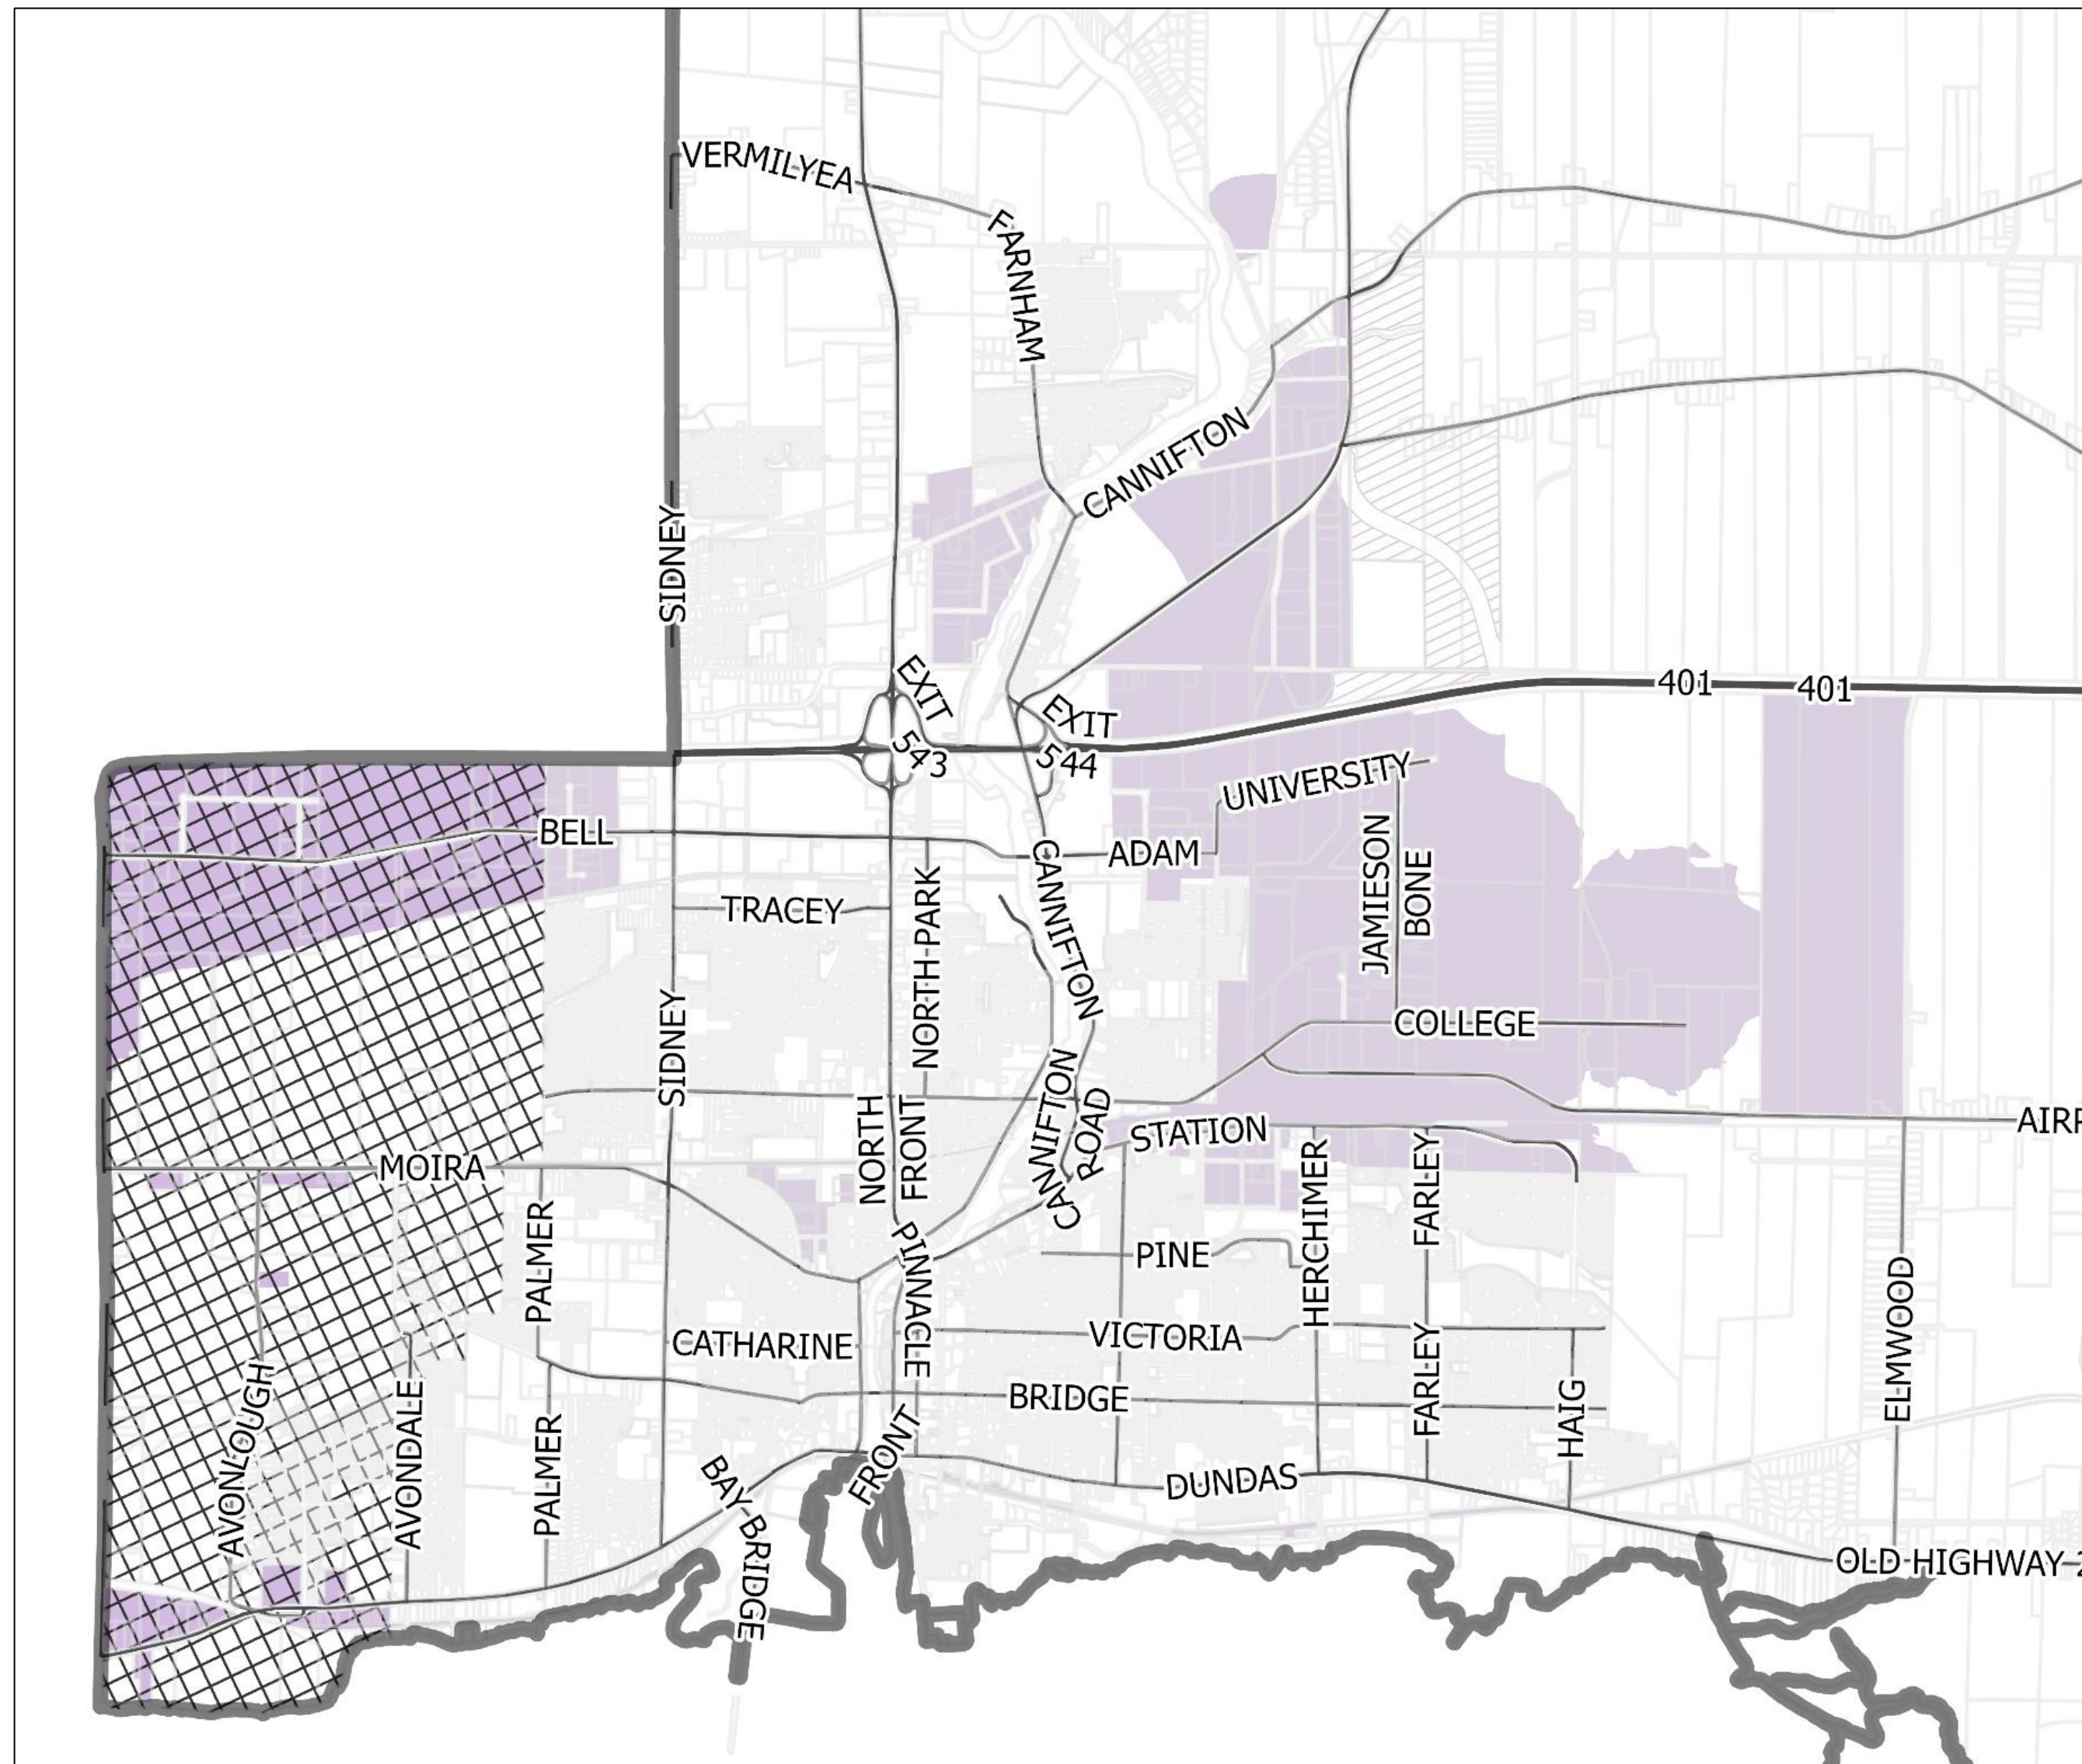 VERMILYEA
FARNHAM
CANNIFTON
SIDNEY
EXIT
543
EXIT
544
401
401
UNIVERSITY
BELL
ADAM
JAMIESON
BONE
TRACEY
NORTH PARK
CANNIFTON
SIDNEY
COLLEGE
NORTH
FRONT
CANNIFTON
ROAD
STATION
MOIRA
HERCHIMER
FARLEY
PALMER
PINNACLE
PINE
CATHARINE
VICTORIA
FARLEY
ELMWOOD
AVONLOUGH
AVONDALE
PALMER
BRIDGE
HAIG
FRONT
DUNDAS
BAY BRIDGE
OLD HIGHWAY 2